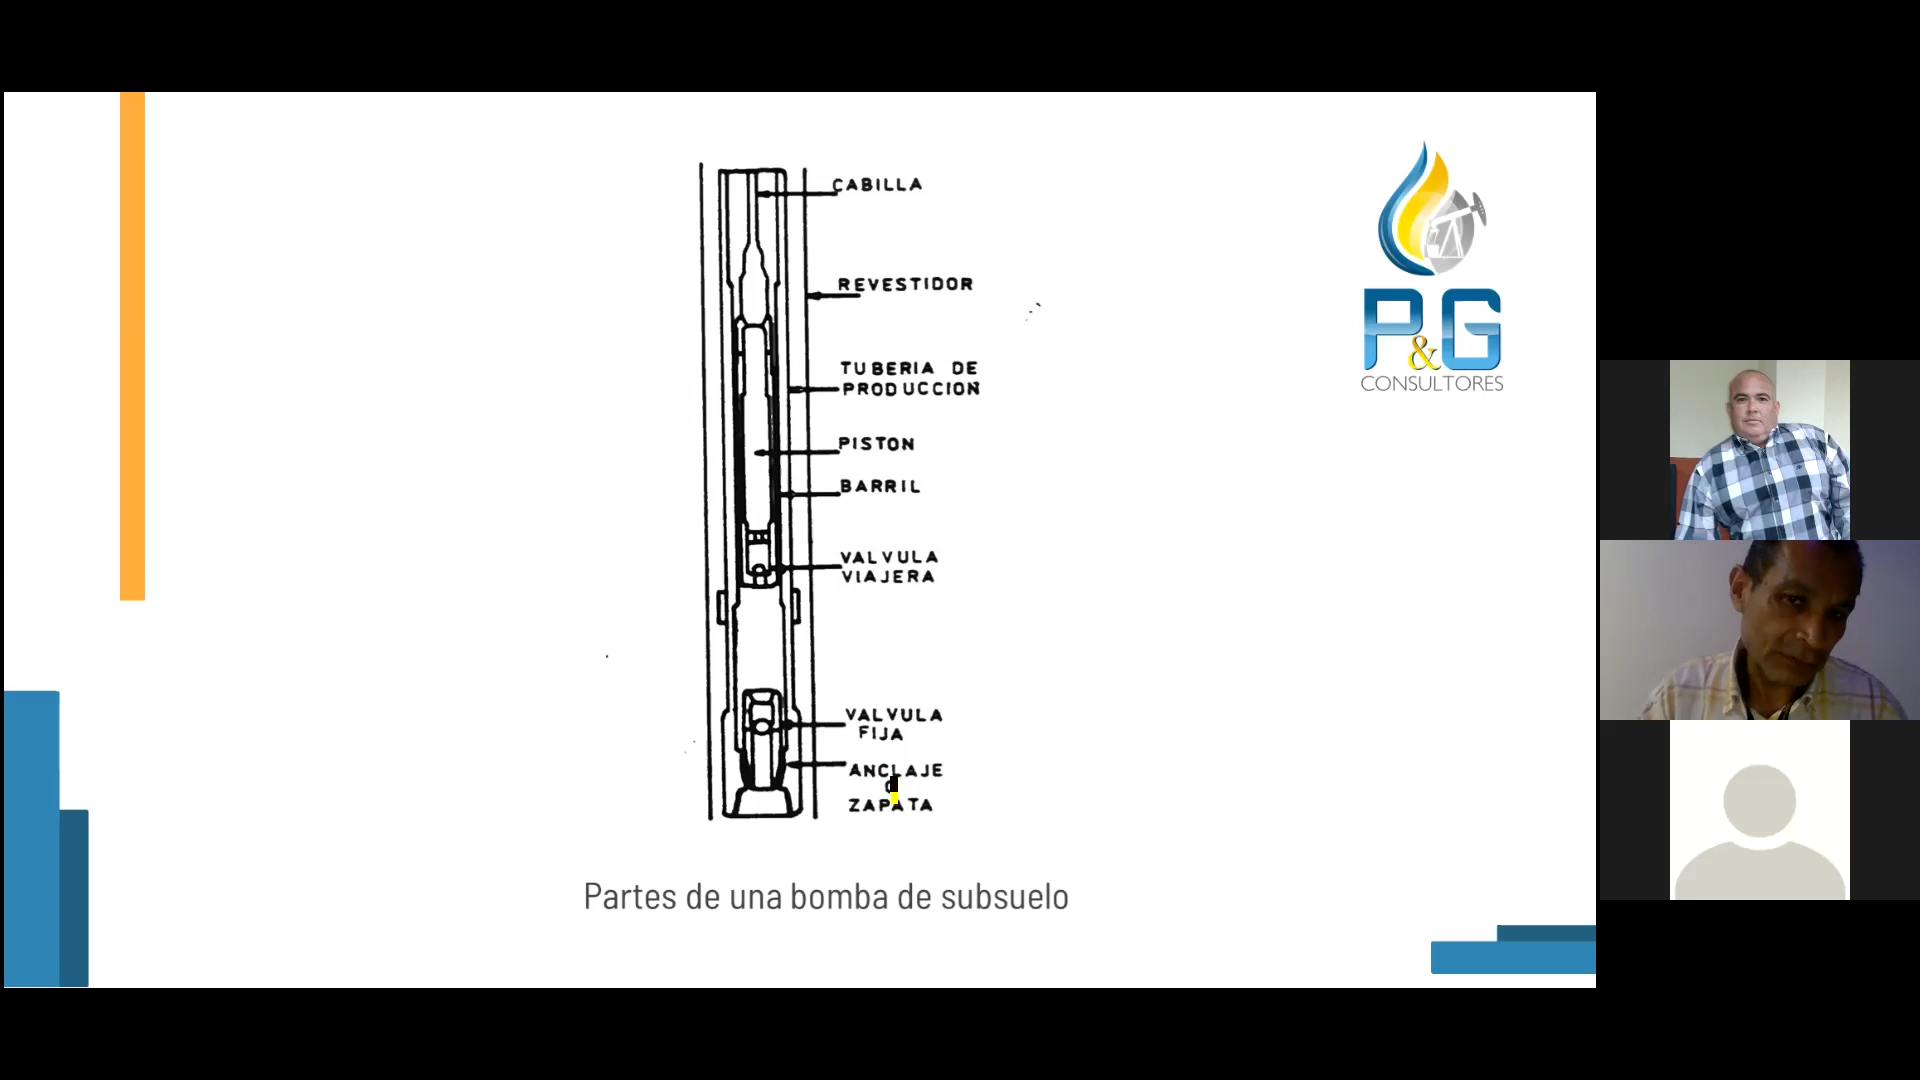 CABILLA
REVESTIDOR
TUBERIA DE
PRODUCCION
PISTON
BARRIL
VALVULA
VIAJERA
VALVULA
FIJA
ANCLAJE
O
ZAPATA
Partes de una bomba de subsuelo
P&G
CONSULTORES